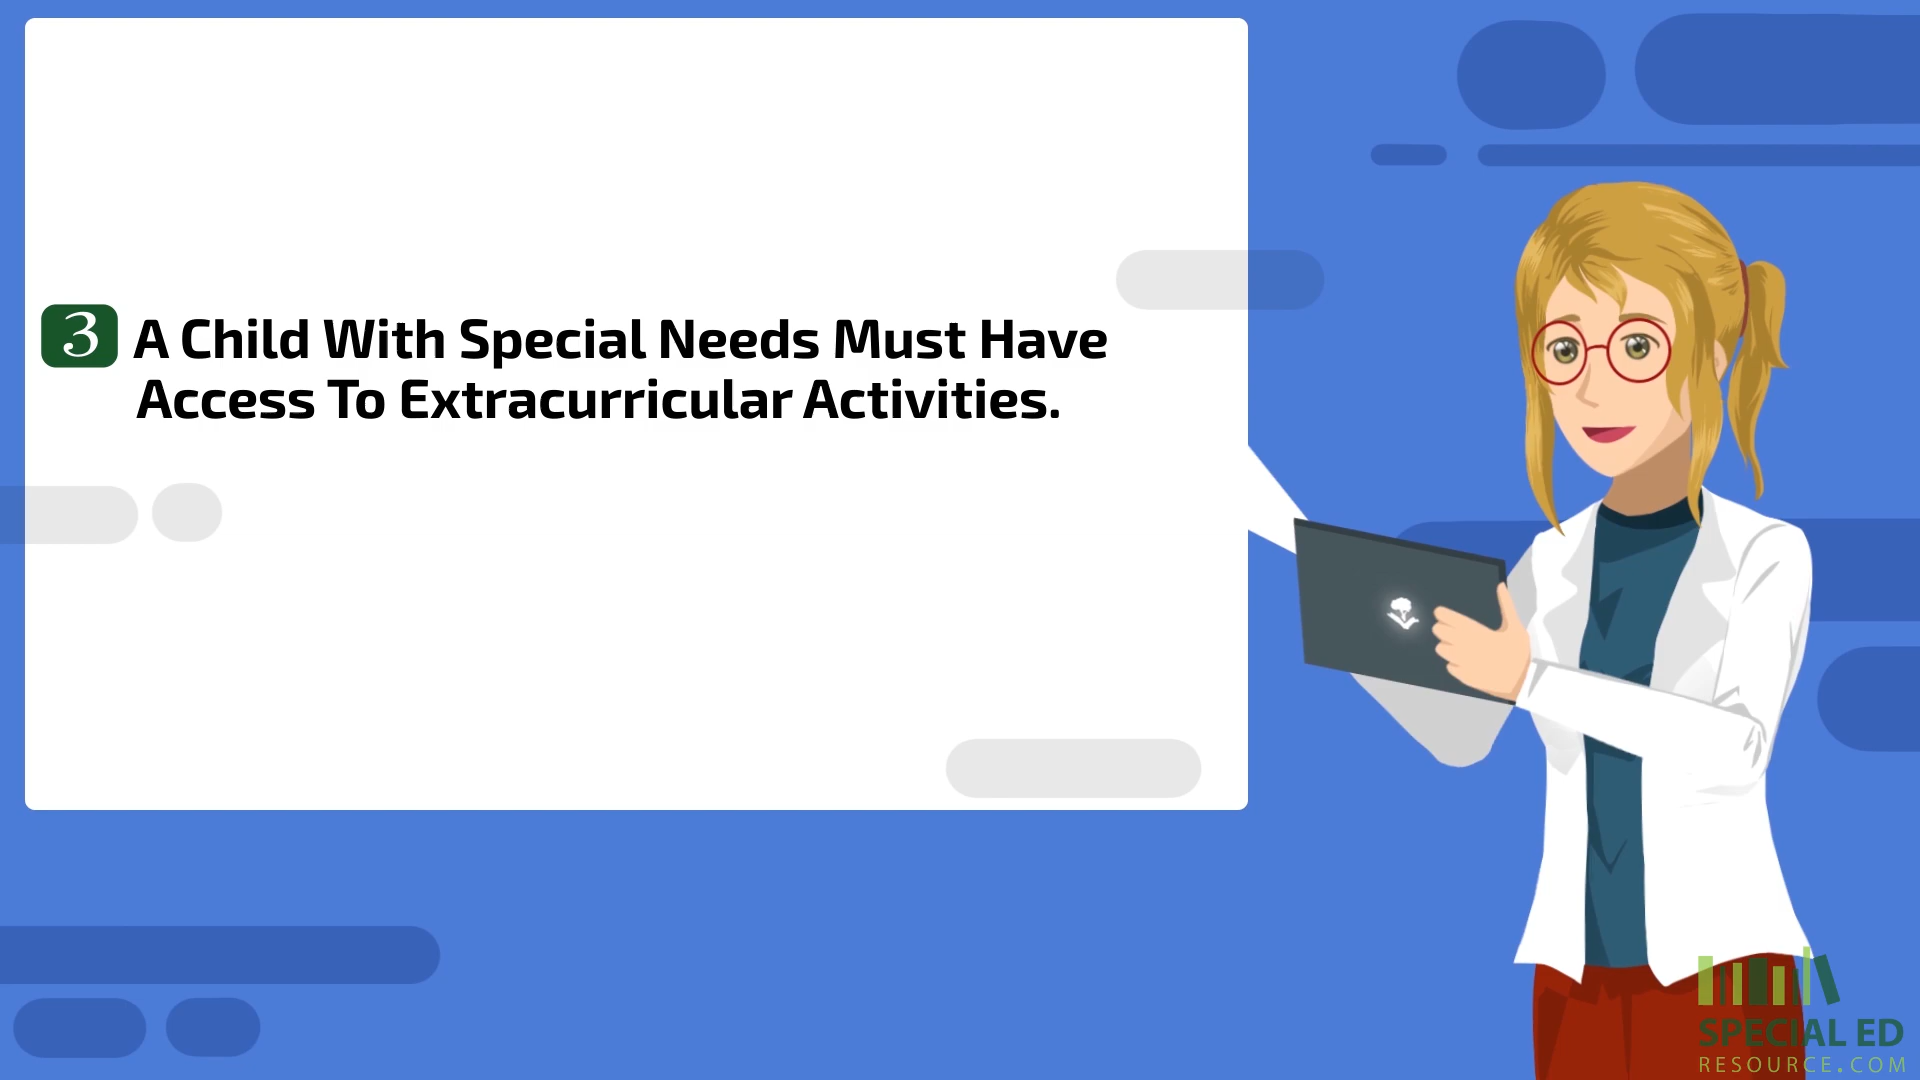 3 A Child With Special Needs Must Have
Access To Extracurricular Activities.
SPECIAL ED
RESOURCE.COM